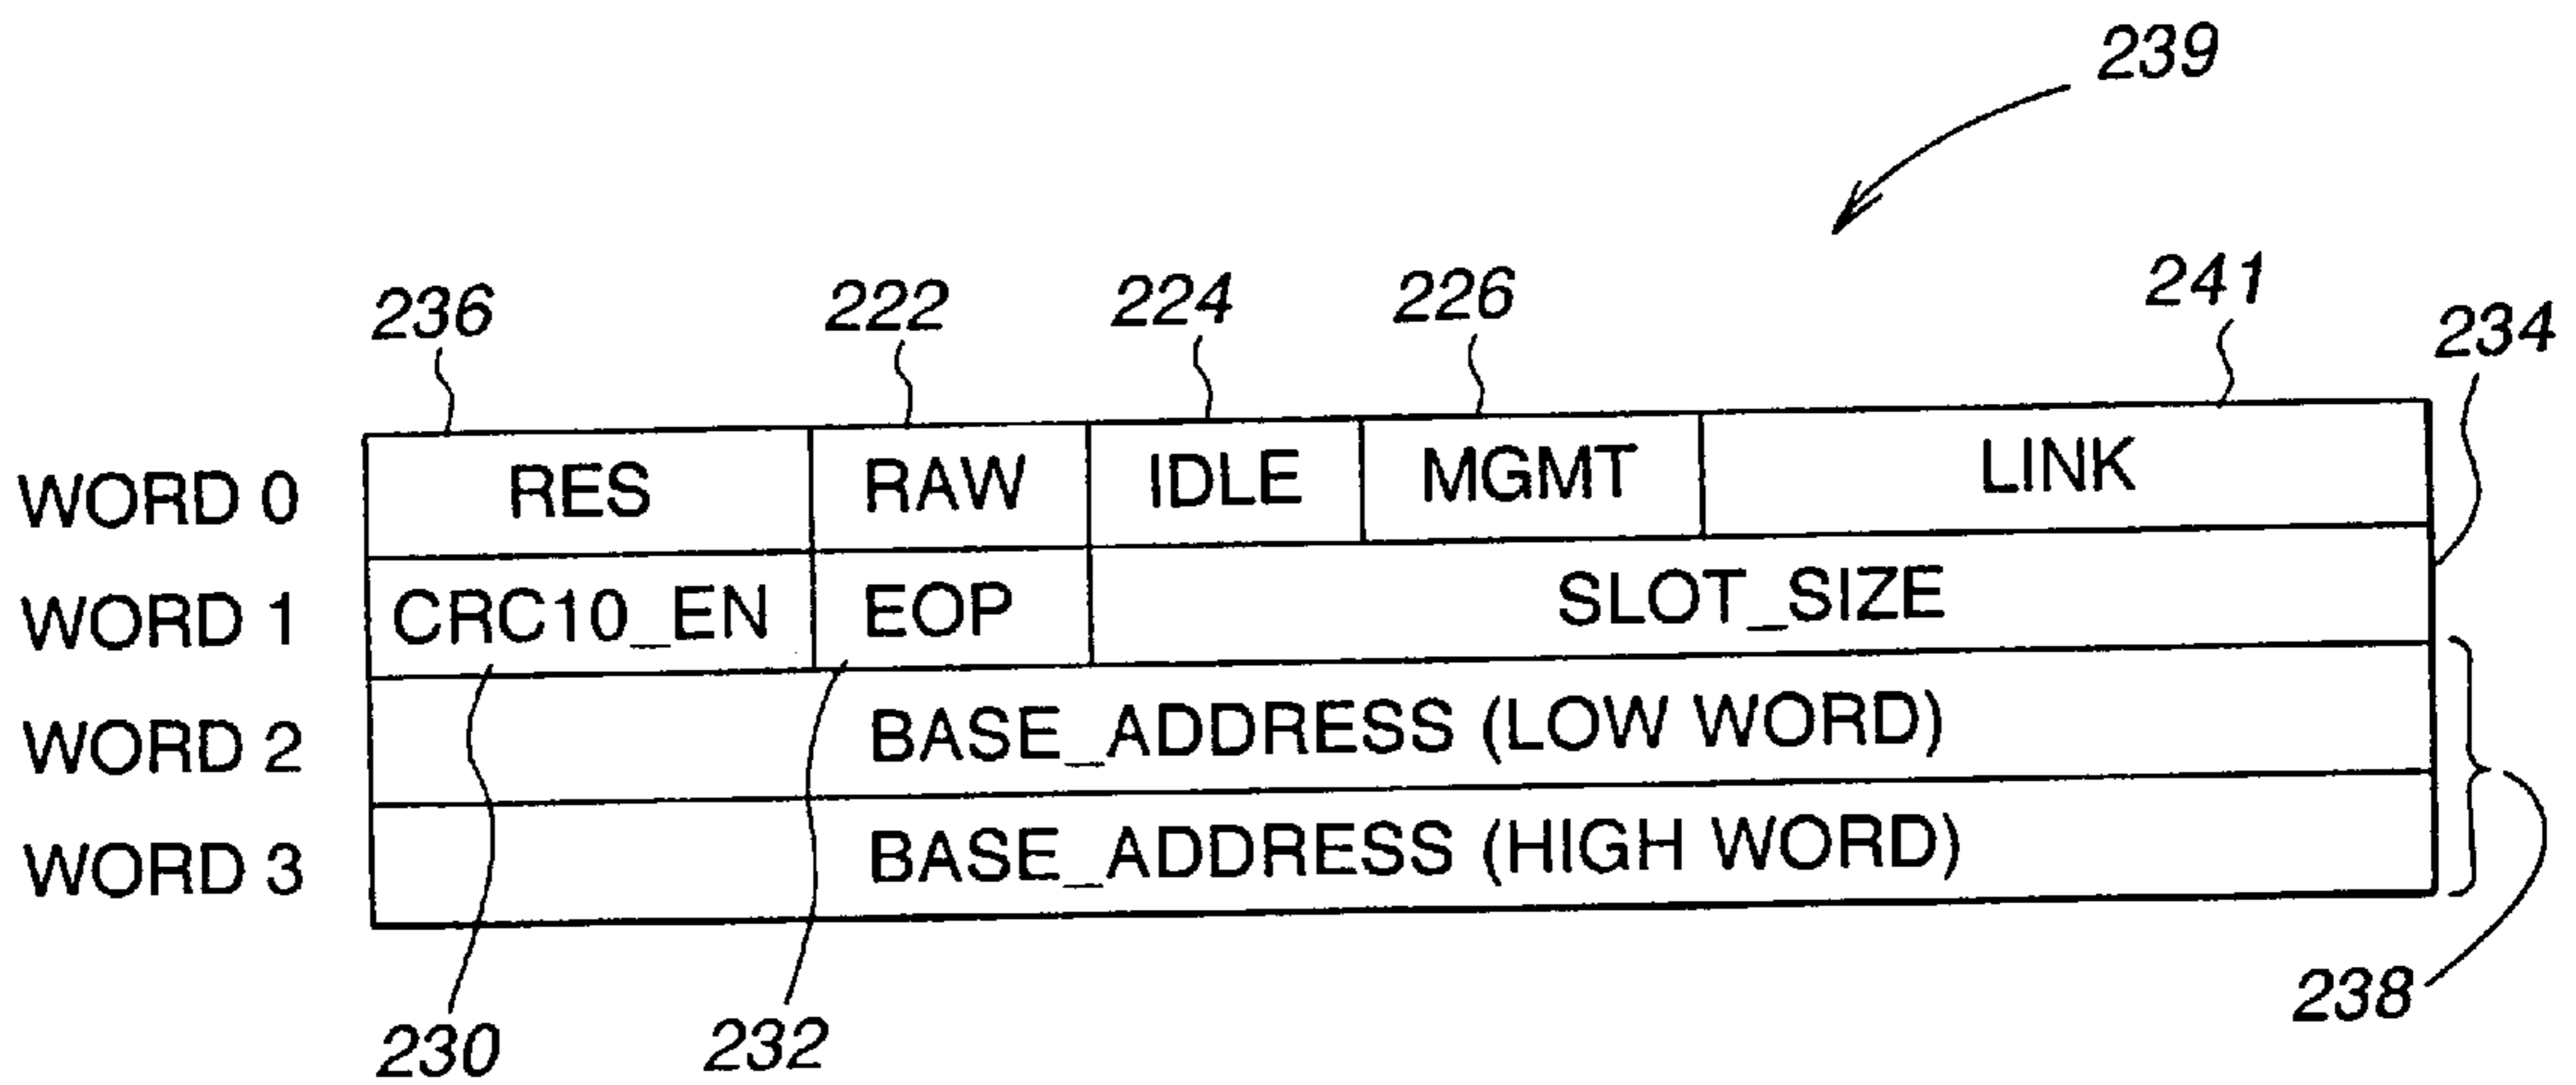 239
236 222 224 226 241 234
WORD 0 RES RAW IDLE MGMT LINK
WORD 1 CRC10_EN EOP SLOT_SIZE
WORD 2 BASE_ADDRESS (LOW WORD)
WORD 3 BASE_ADDRESS (HIGH WORD)
230 232 238